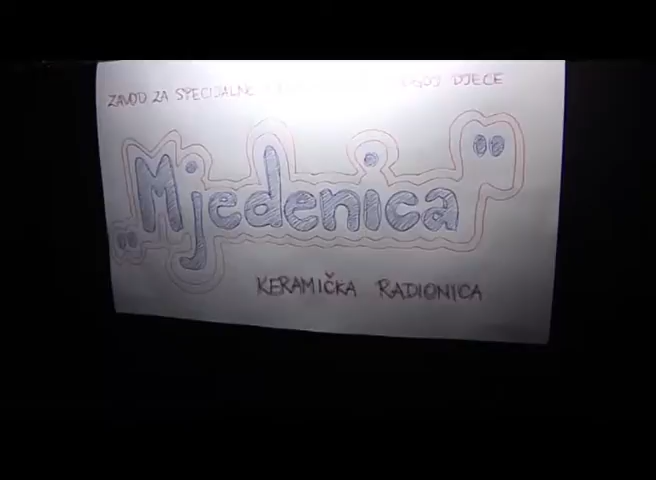 ZAVOD ZA SPECIJALNO DJECE
„Mjedenica"
KERAMIČKA RADIONICA